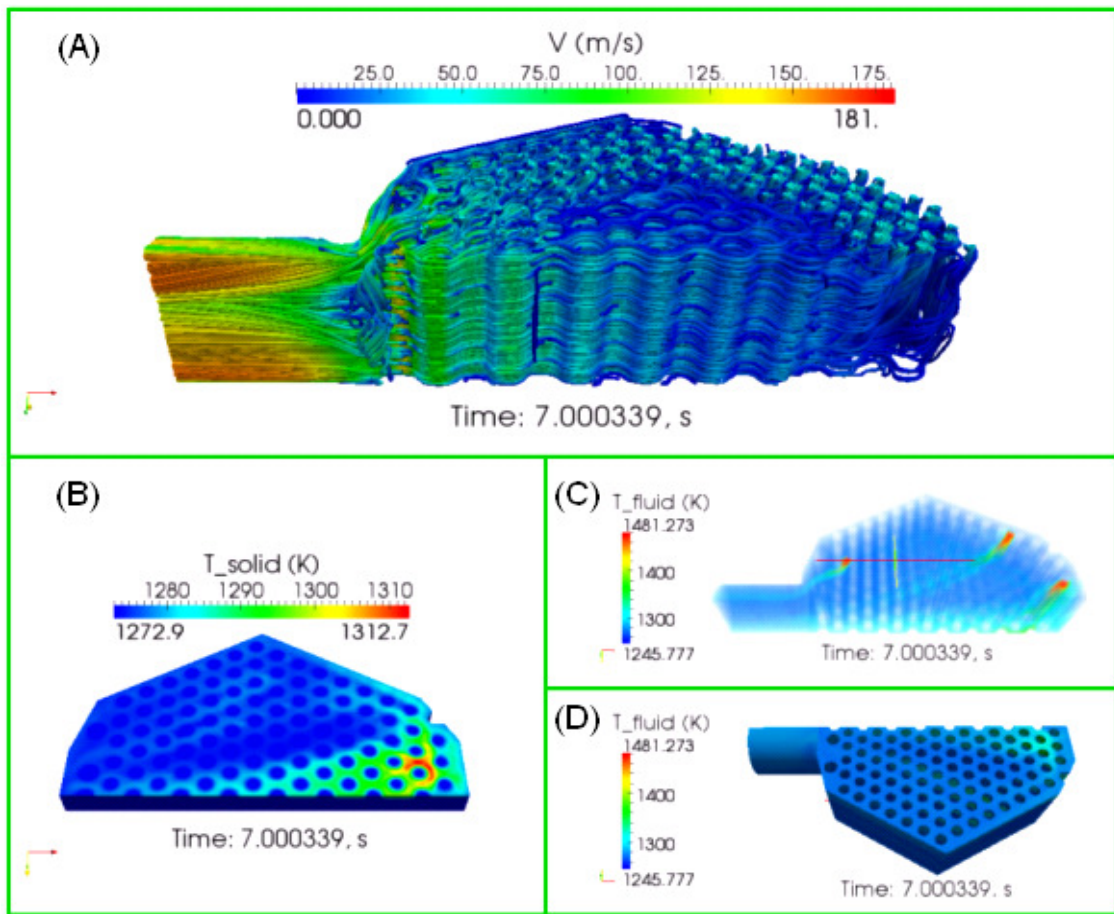 (A)
V (m/s)
25.0 50.0 75.0 100. 125. 150. 175.
0.000 181.
Time: 7.000339, s
(B)
T_solid (K)
1280 1290 1300 1310
1272.9 1312.7
Time: 7.000339, s
(C)
T_fluid (K)
1481.273
1400
1300
1245.777
Time: 7.000339, s
(D)
T_fluid (K)
1481.273
1400
1300
1245.777
Time: 7.000339, s